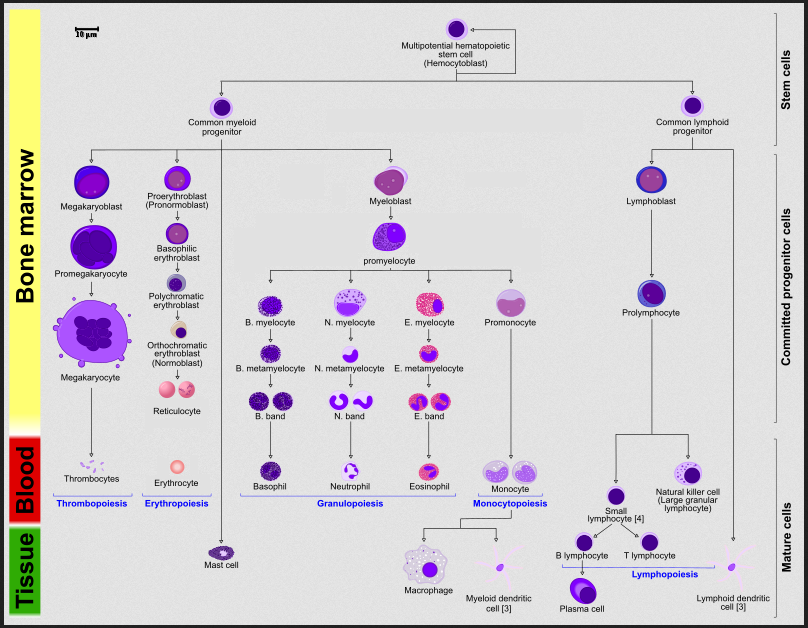 10 µm
Multipotential hematopoietic
stem cell
(Hemocytoblast)
Stem cells
Common myeloid
progenitor
Common lymphoid
progenitor
Bone marrow
Committed progenitor cells
Megakaryoblast
Proerythroblast
(Pronormoblast)
Myeloblast
Lymphoblast
Basophilic
erythroblast
promyelocyte
Promegakaryocyte
Polychromatic
erythroblast
Prolymphocyte
B. myelocyte
N. myelocyte
E. myelocyte
Promonocyte
Orthochromatic
erythroblast
(Normoblast)
B. metamyelocyte
N. metamyelocyte
E. metamyelocyte
Megakaryocyte
Reticulocyte
B. band
N. band
E. band
Blood
Mature cells
Thrombocytes
Erythrocyte
Basophil
Neutrophil
Eosinophil
Monocyte
Natural killer cell
(Large granular
lymphocyte)
Thrombopoiesis
Erythropoiesis
Granulopoiesis
Monocytopoiesis
Small
lymphocyte [4]
Tissue
Mast cell
B lymphocyte
T lymphocyte
Lymphopoiesis
Macrophage
Myeloid dendritic
cell [3]
Plasma cell
Lymphoid dendritic
cell [3]